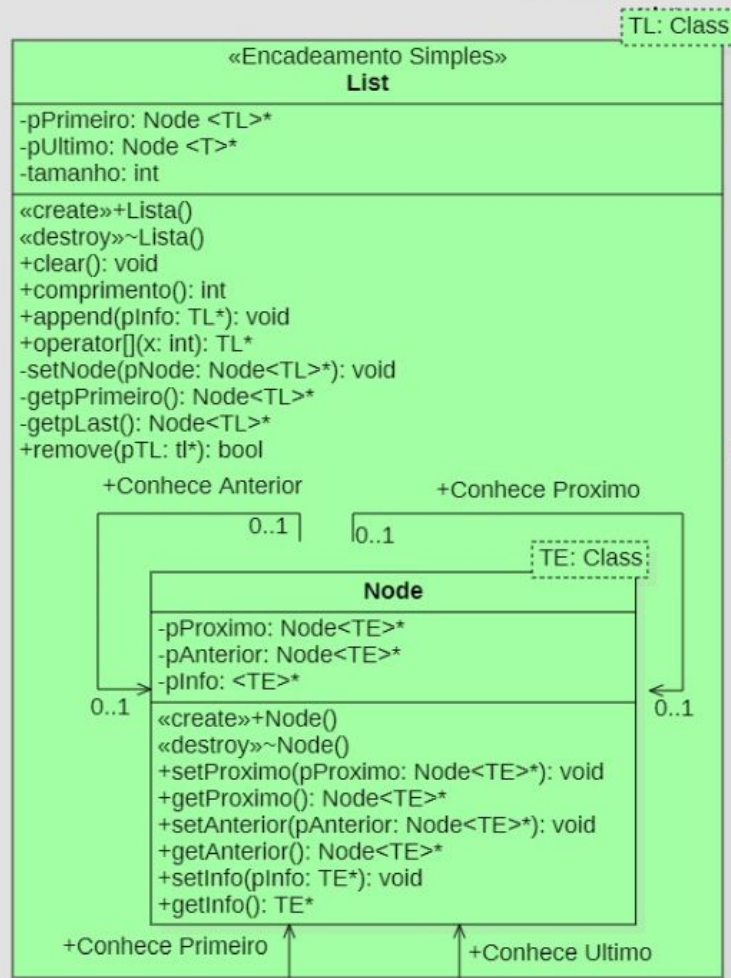 TL: Class
«Encadeamento Simples»
List
-pPrimeiro: Node <TL>*
-pUltimo: Node <T>*
-tamanho: int
«create»+Lista()
«destroy»~Lista()
+clear(): void
+comprimento(): int
+append(pInfo: TL*): void
+operator[](x: int): TL*
-setNode(pNode: Node<TL>*): void
-getpPrimeiro(): Node<TL>*
-getpLast(): Node<TL>*
+remove(pTL: tl*): bool
+Conhece Anterior
+Conhece Proximo
0..1
0..1
TE: Class
Node
-pProximo: Node<TE>*
-pAnterior: Node<TE>*
-pInfo: <TE>*
0..1
0..1
«create»+Node()
«destroy»~Node()
+setProximo(pProximo: Node<TE>*): void
+getProximo(): Node<TE>*
+setAnterior(pAnterior: Node<TE>*): void
+getAnterior(): Node<TE>*
+setInfo(pInfo: TE*): void
+getInfo(): TE*
+Conhece Primeiro
+Conhece Ultimo